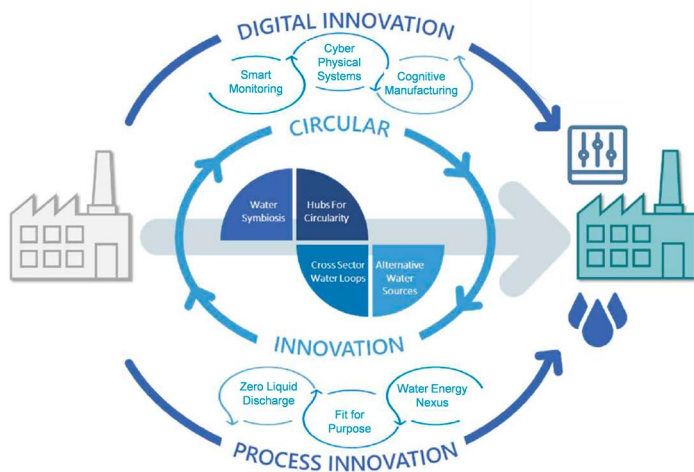 DIGITAL INNOVATION
Cyber
Physical
Systems
Smart
Monitoring
Cognitive
Manufacturing
CIRCULAR
Water
Symbiosis
Hubs For
Circularity
Cross Sector
Water Loops
Alternative
Water
Sources
INNOVATION
Zero Liquid
Discharge
Fit for
Purpose
Water Energy
Nexus
PROCESS INNOVATION